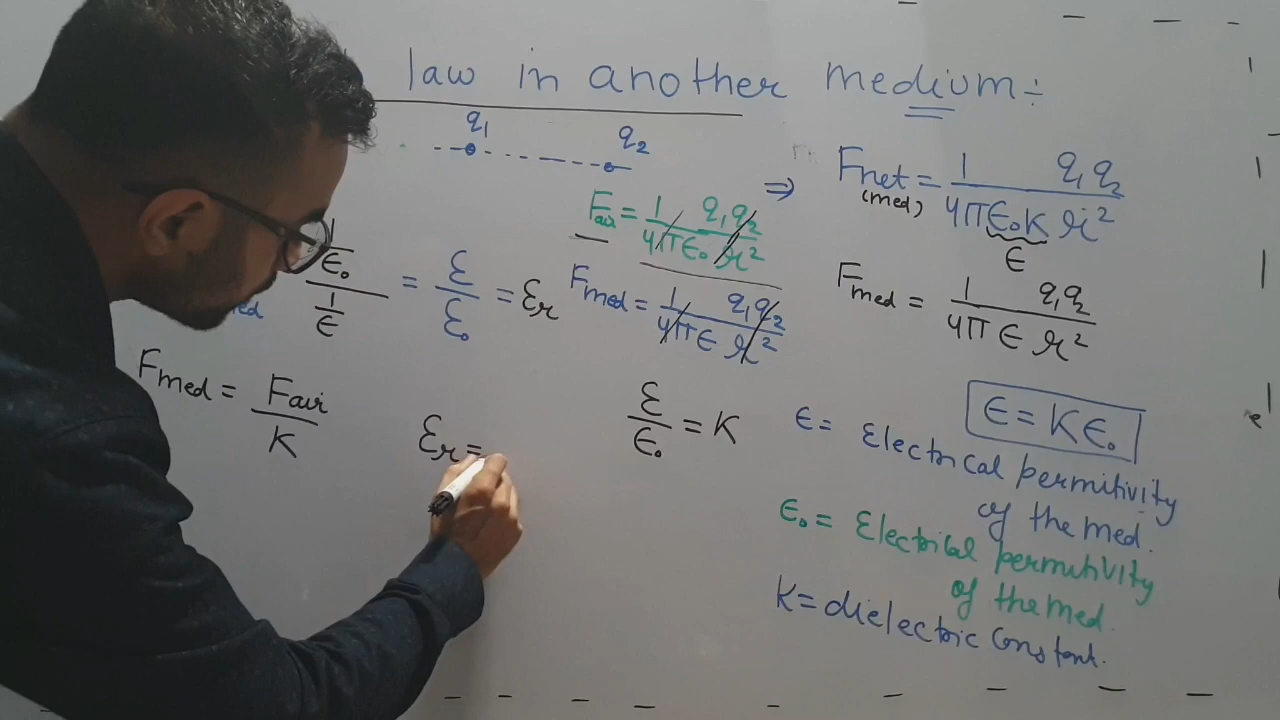 law in another medium:-
q₁ q₂
⇒ Fnet = 1 q₁q₂ / 4πϵ₀K r²
(med)
ϵ
Fair = 1 q₁q₂ / 4πϵ₀ r²
Fmed = 1 q₁q₂ / 4πϵ r²
ed 1/ϵ₀ / 1/ϵ = ε/ε₀ = εr
Fmed = 1 q₁q₂ / 4πϵ r²
Fmed = Fair / K
εr =
ε/ϵ₀ = K
ϵ = Kϵ₀
ϵ = Electrical permitivity
of the med.
ϵ₀ = Electrical permitivity
of the med.
K = dielectric constant.